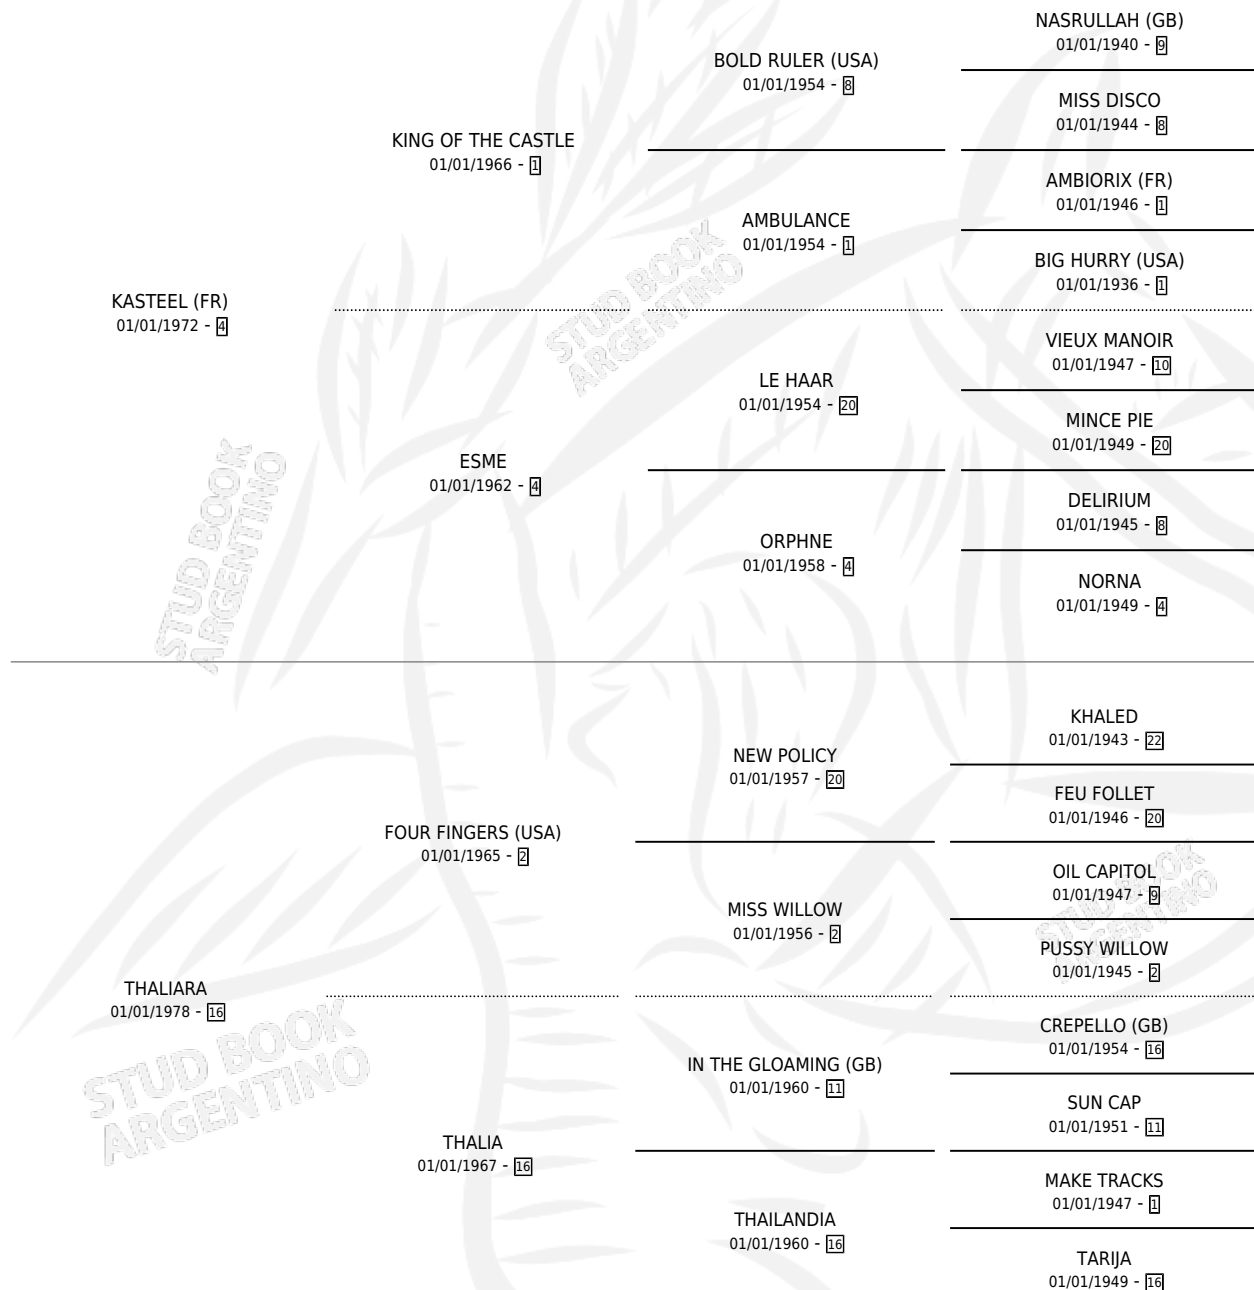 NASRULLAH (GB)
01/01/1940 - 9
BOLD RULER (USA)
01/01/1954 - 8
MISS DISCO
01/01/1944 - 8
KING OF THE CASTLE
01/01/1966 - 1
AMBIORIX (FR)
01/01/1946 - 1
AMBULANCE
01/01/1954 - 1
BIG HURRY (USA)
01/01/1936 - 1
KASTEEL (FR)
01/01/1972 - 4
VIEUX MANOIR
01/01/1947 - 10
LE HAAR
01/01/1954 - 20
MINCE PIE
01/01/1949 - 20
ESME
01/01/1962 - 4
DELIRIUM
01/01/1945 - 8
ORPHNE
01/01/1958 - 4
NORNA
01/01/1949 - 4
STUD BOOK
ARGENTINO
STUD BOOK
ARGENTINO
KHALED
01/01/1943 - 22
NEW POLICY
01/01/1957 - 20
FEU FOLLET
01/01/1946 - 20
FOUR FINGERS (USA)
01/01/1965 - 2
OIL CAPITOL
01/01/1947 - 9
MISS WILLOW
01/01/1956 - 2
PUSSY WILLOW
01/01/1945 - 2
STUD BOOK
ARGENTINO
THALIARA
01/01/1978 - 16
CREPELLO (GB)
01/01/1954 - 16
IN THE GLOAMING (GB)
01/01/1960 - 11
SUN CAP
01/01/1951 - 11
STUD BOOK
ARGENTINO
THALIA
01/01/1967 - 16
MAKE TRACKS
01/01/1947 - 1
THAILANDIA
01/01/1960 - 16
TARIJA
01/01/1949 - 16